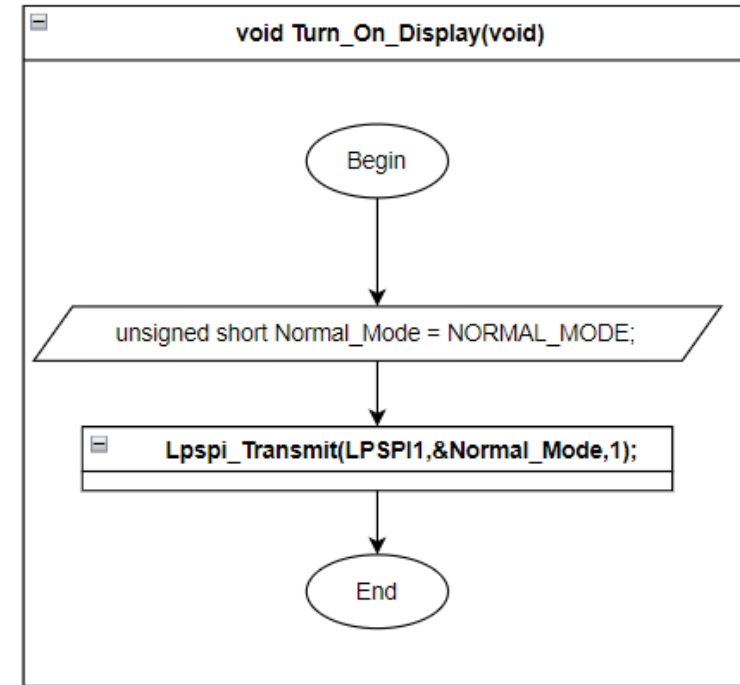 void Turn_On_Display(void)
Begin
unsigned short Normal_Mode = NORMAL_MODE;
Lpspi_Transmit(LPSPI1,&Normal_Mode,1);
End